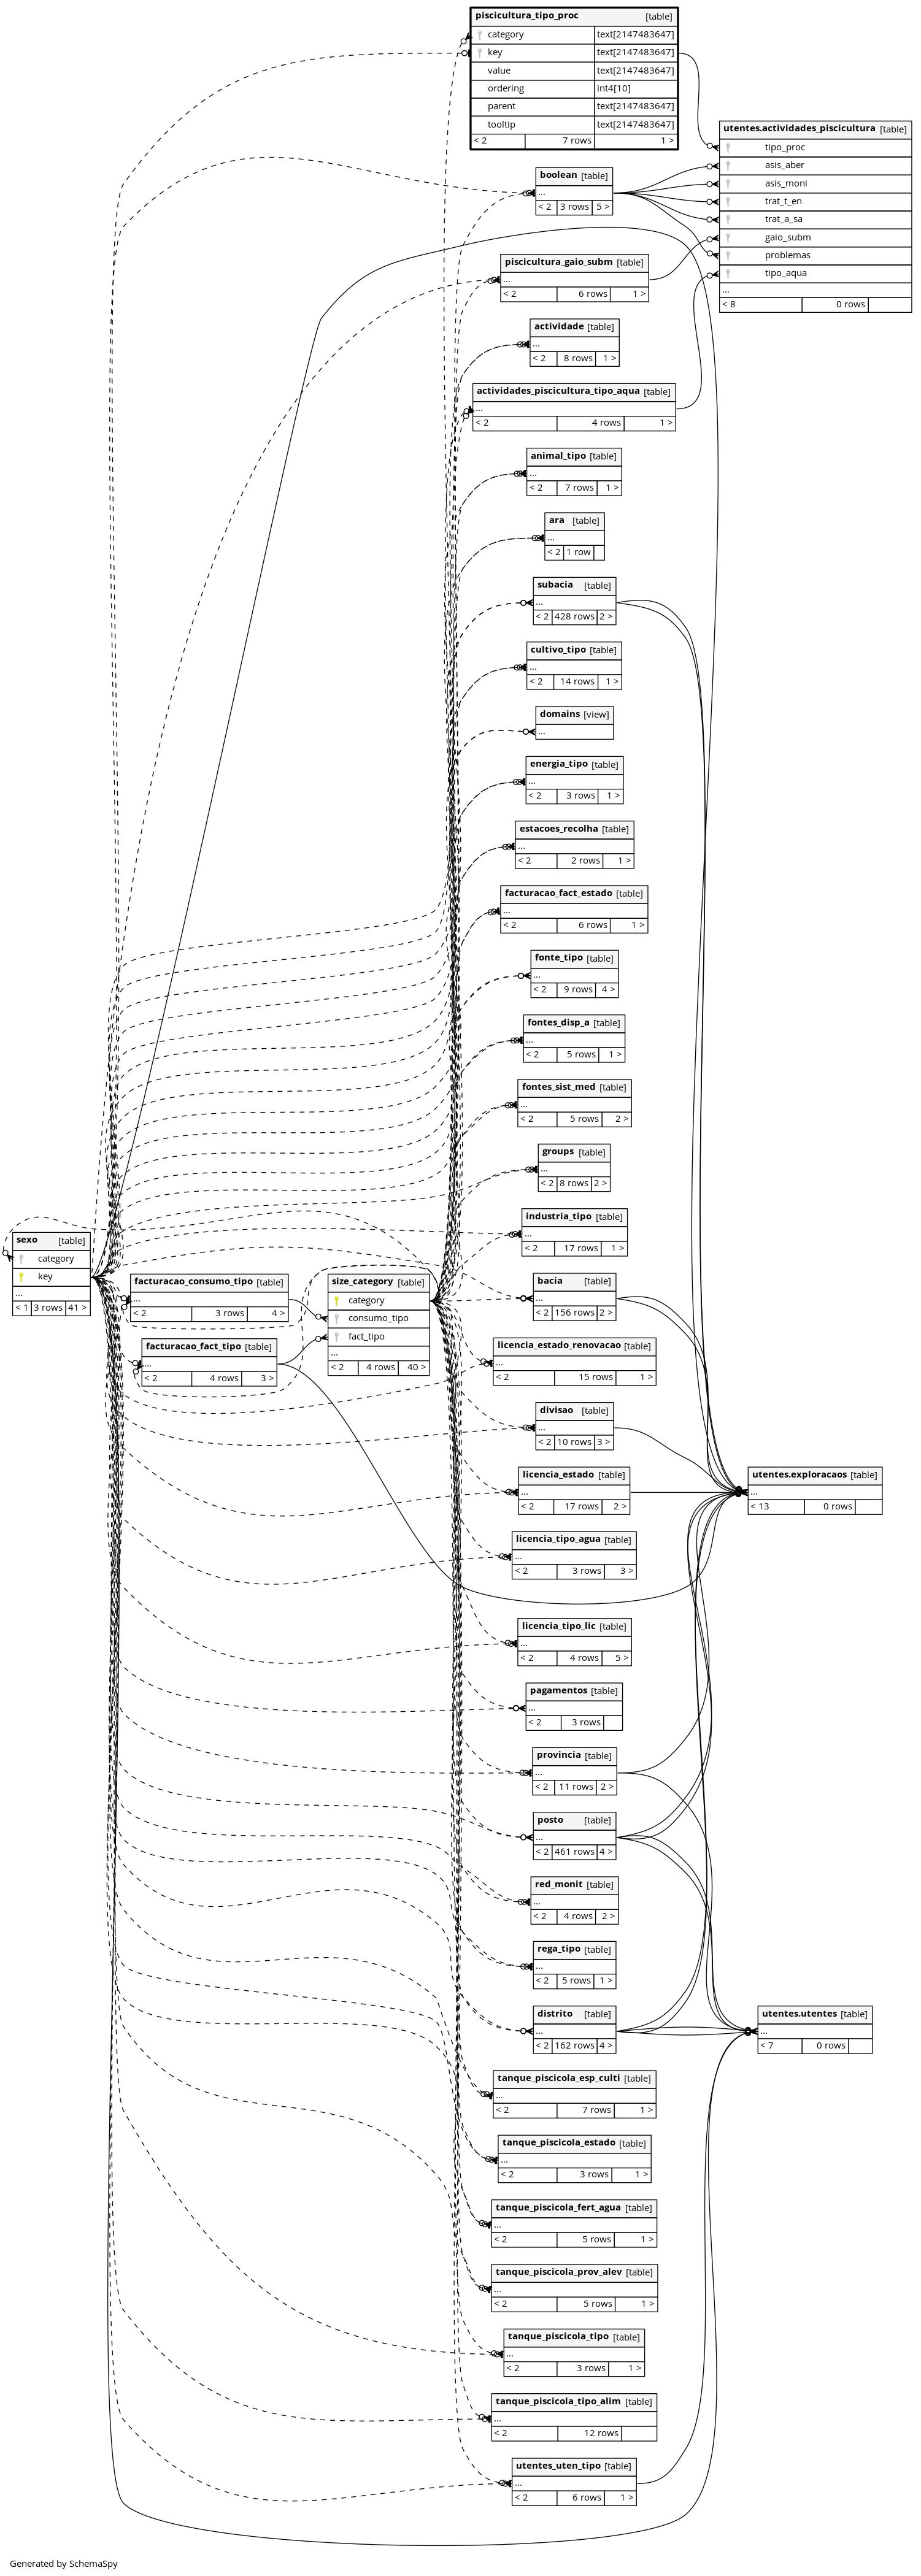 piscicultura_tipo_proc [table]
category text[2147483647]
key text[2147483647]
value text[2147483647]
ordering int4[10]
parent text[2147483647]
tooltip text[2147483647]
< 2 7 rows 1 >
utentes.actividades_piscicultura [table]
tipo_proc
asis_aber
asis_moni
trat_t_en
trat_a_sa
gaio_subm
problemas
tipo_aqua
...
< 8 0 rows
boolean [table]
...
< 2 3 rows 5 >
piscicultura_gaio_subm [table]
...
< 2 6 rows 1 >
actividade [table]
...
< 2 8 rows 1 >
actividades_piscicultura_tipo_aqua [table]
...
< 2 4 rows 1 >
animal_tipo [table]
...
< 2 7 rows 1 >
ara [table]
...
< 2 1 row
subacia [table]
...
< 2 428 rows 2 >
cultivo_tipo [table]
...
< 2 14 rows 1 >
domains [view]
...
energia_tipo [table]
...
< 2 3 rows 1 >
estacoes_recolha [table]
...
< 2 2 rows 1 >
facturacao_fact_estado [table]
...
< 2 6 rows 1 >
fonte_tipo [table]
...
< 2 9 rows 4 >
fontes_disp_a [table]
...
< 2 5 rows 1 >
fontes_sist_med [table]
...
< 2 5 rows 2 >
groups [table]
...
< 2 8 rows 2 >
industria_tipo [table]
...
< 2 17 rows 1 >
sexo [table]
category
key
...
< 1 3 rows 41 >
facturacao_consumo_tipo [table]
...
< 2 3 rows 4 >
facturacao_fact_tipo [table]
...
< 2 4 rows 3 >
size_category [table]
category
consumo_tipo
fact_tipo
...
< 2 4 rows 40 >
bacia [table]
...
< 2 156 rows 2 >
licencia_estado_renovacao [table]
...
< 2 15 rows 1 >
divisao [table]
...
< 2 10 rows 3 >
licencia_estado [table]
...
< 2 17 rows 2 >
utentes.exploracaos [table]
...
< 13 0 rows
licencia_tipo_agua [table]
...
< 2 3 rows 3 >
licencia_tipo_lic [table]
...
< 2 4 rows 5 >
pagamentos [table]
...
< 2 3 rows
provincia [table]
...
< 2 11 rows 2 >
posto [table]
...
< 2 461 rows 4 >
red_monit [table]
...
< 2 4 rows 2 >
rega_tipo [table]
...
< 2 5 rows 1 >
distrito [table]
...
< 2 162 rows 4 >
utentes.utentes [table]
...
< 7 0 rows
tanque_piscicola_esp_culti [table]
...
< 2 7 rows 1 >
tanque_piscicola_estado [table]
...
< 2 3 rows 1 >
tanque_piscicola_fert_agua [table]
...
< 2 5 rows 1 >
tanque_piscicola_prov_alev [table]
...
< 2 5 rows 1 >
tanque_piscicola_tipo [table]
...
< 2 3 rows 1 >
tanque_piscicola_tipo_alim [table]
...
< 2 12 rows
utentes_uten_tipo [table]
...
< 2 6 rows 1 >
Generated by SchemaSpy